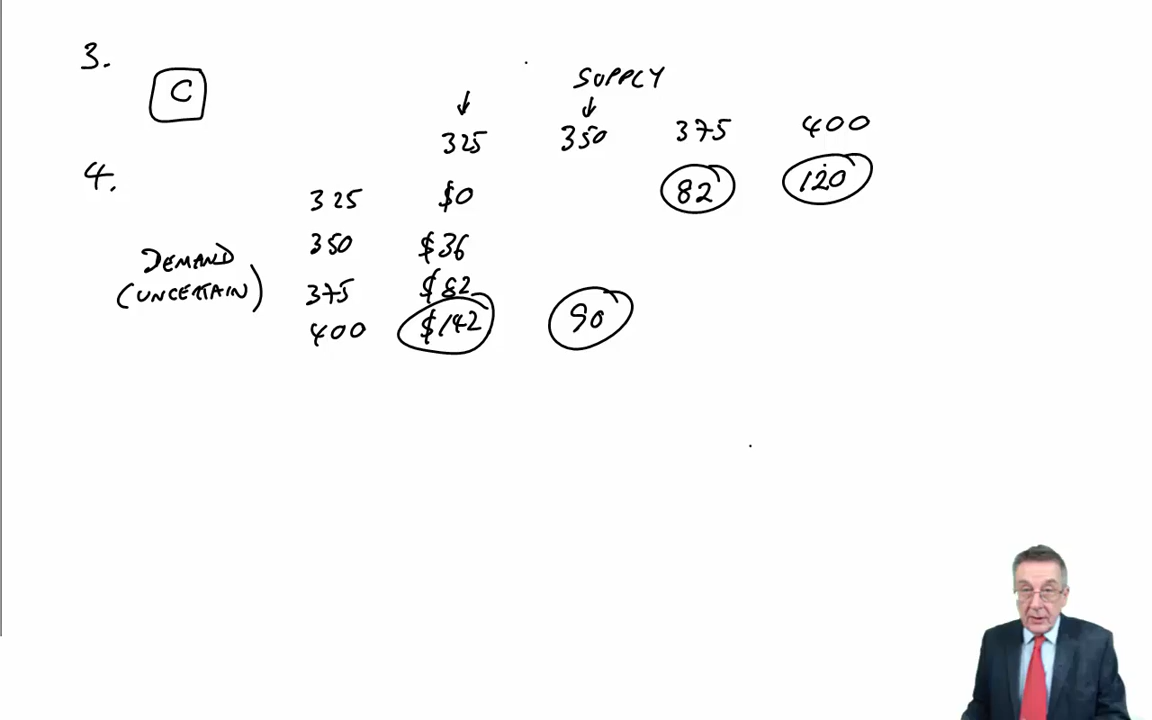 3.
C
SUPPLY
325 350 375 400
4.
325 $0 82 120
DEMAND 350 $36
(UNCERTAIN) 375 $82
400 $142 90